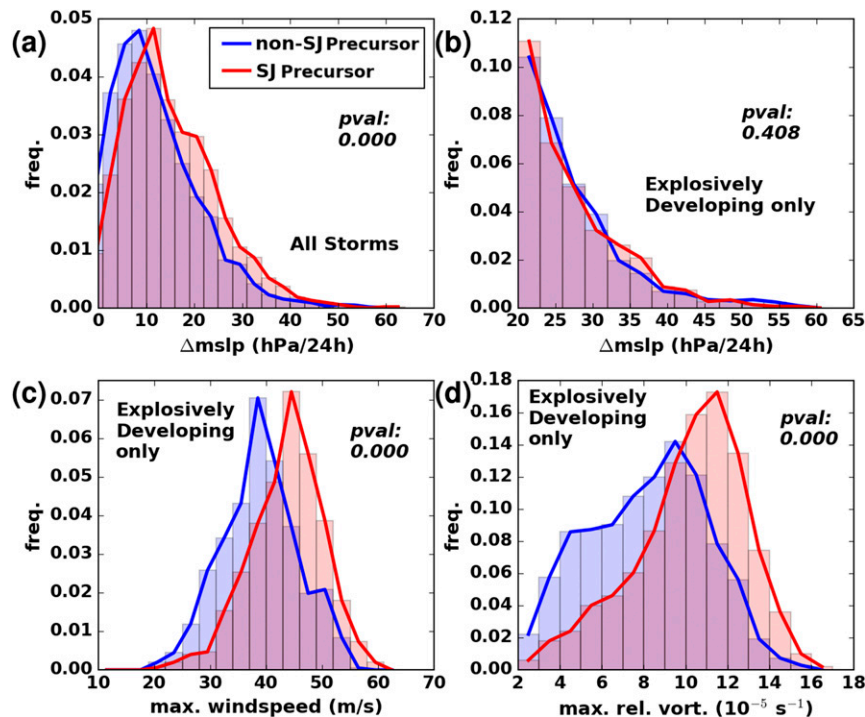 (a)
non-SJ Precursor
SJ Precursor
pval:
0.000
All Storms
freq.
0.05
0.04
0.03
0.02
0.01
0.00
0 10 20 30 40 50 60 70
Δmslp (hPa/24h)
(b)
pval:
0.408
Explosively
Developing only
freq.
0.12
0.10
0.08
0.06
0.04
0.02
0.00
20 25 30 35 40 45 50 55 60 65
Δmslp (hPa/24h)
(c)
Explosively
Developing
only
pval:
0.000
freq.
0.07
0.06
0.05
0.04
0.03
0.02
0.01
0.00
10 20 30 40 50 60 70
max. windspeed (m/s)
(d)
Explosively Developing
only
pval:
0.000
freq.
0.18
0.16
0.14
0.12
0.10
0.08
0.06
0.04
0.02
0.00
2 4 6 8 10 12 14 16 18
max. rel. vort. (10⁻⁵ s⁻¹)